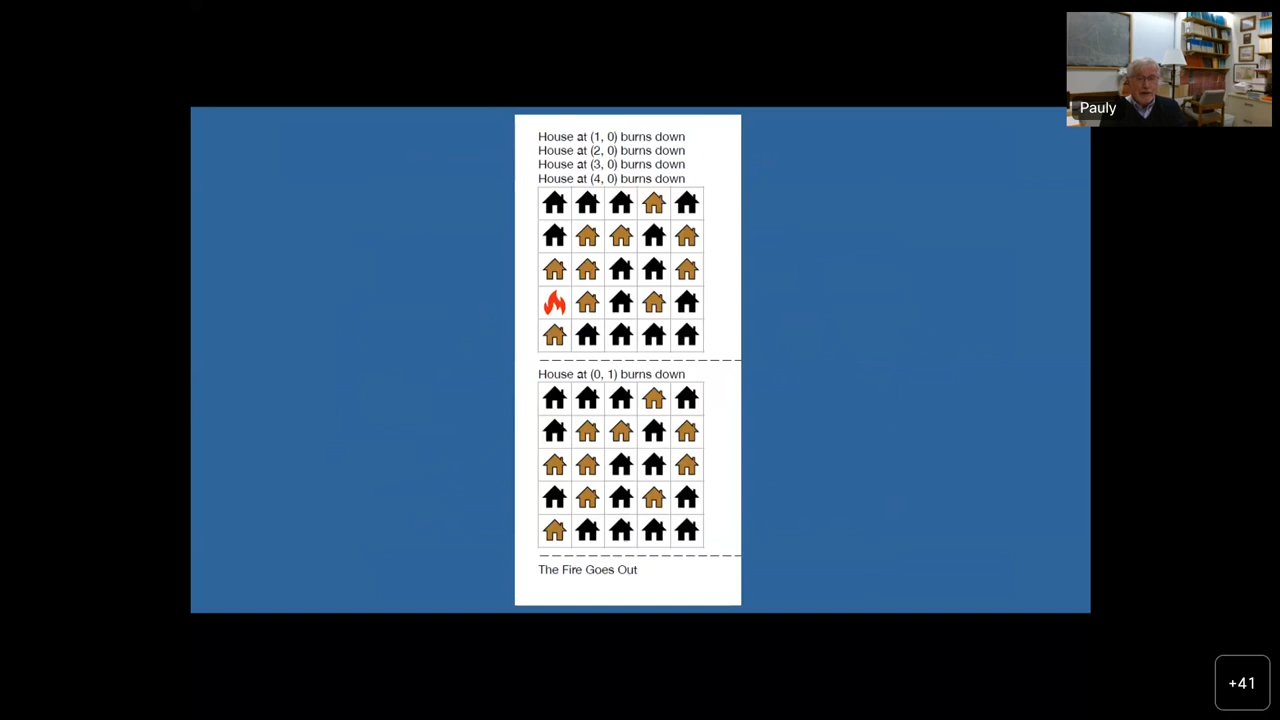 Pauly
House at (1, 0) burns down
House at (2, 0) burns down
House at (3, 0) burns down
House at (4, 0) burns down
House at (0, 1) burns down
The Fire Goes Out
+41